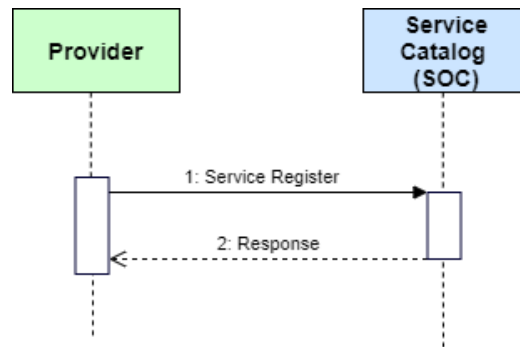 Provider
Service
Catalog
(SOC)
1: Service Register
2: Response